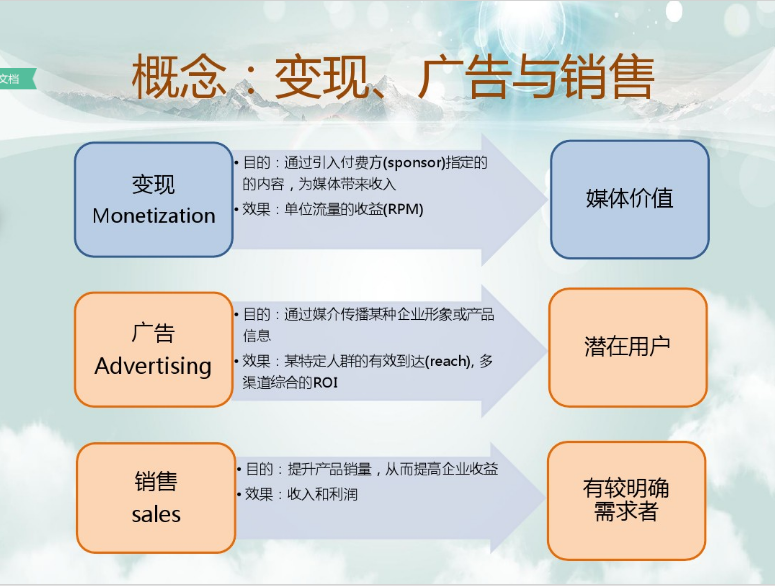 概念：变现、广告与销售
文档
变现
Monetization
• 目的：通过引入付费方(sponsor)指定的
的内容，为媒体带来收入
• 效果：单位流量的收益(RPM)
媒体价值
广告
Advertising
• 目的：通过媒介传播某种企业形象或产品
信息
• 效果：某特定人群的有效到达(reach), 多
渠道综合的ROI
潜在用户
销售
sales
• 目的：提升产品销量，从而提高企业收益
• 效果：收入和利润
有较明确
需求者